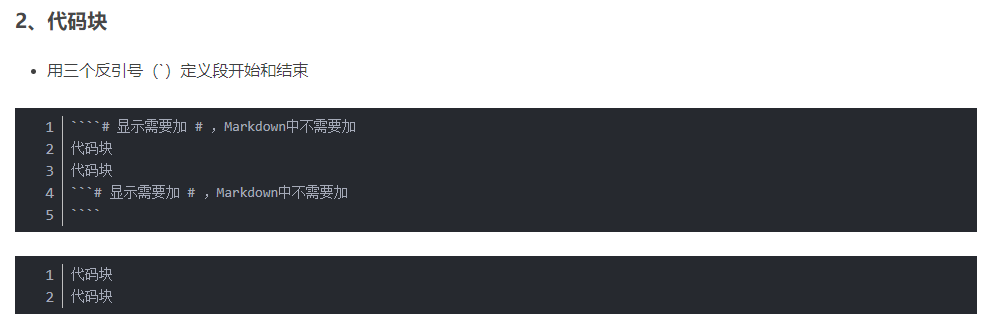 2、代码块
• 用三个反引号（`）定义段开始和结束
1 ````# 显示需要加 # ，Markdown中不需要加
2 代码块
3 代码块
4 ```# 显示需要加 # ，Markdown中不需要加
5 ````
1 代码块
2 代码块